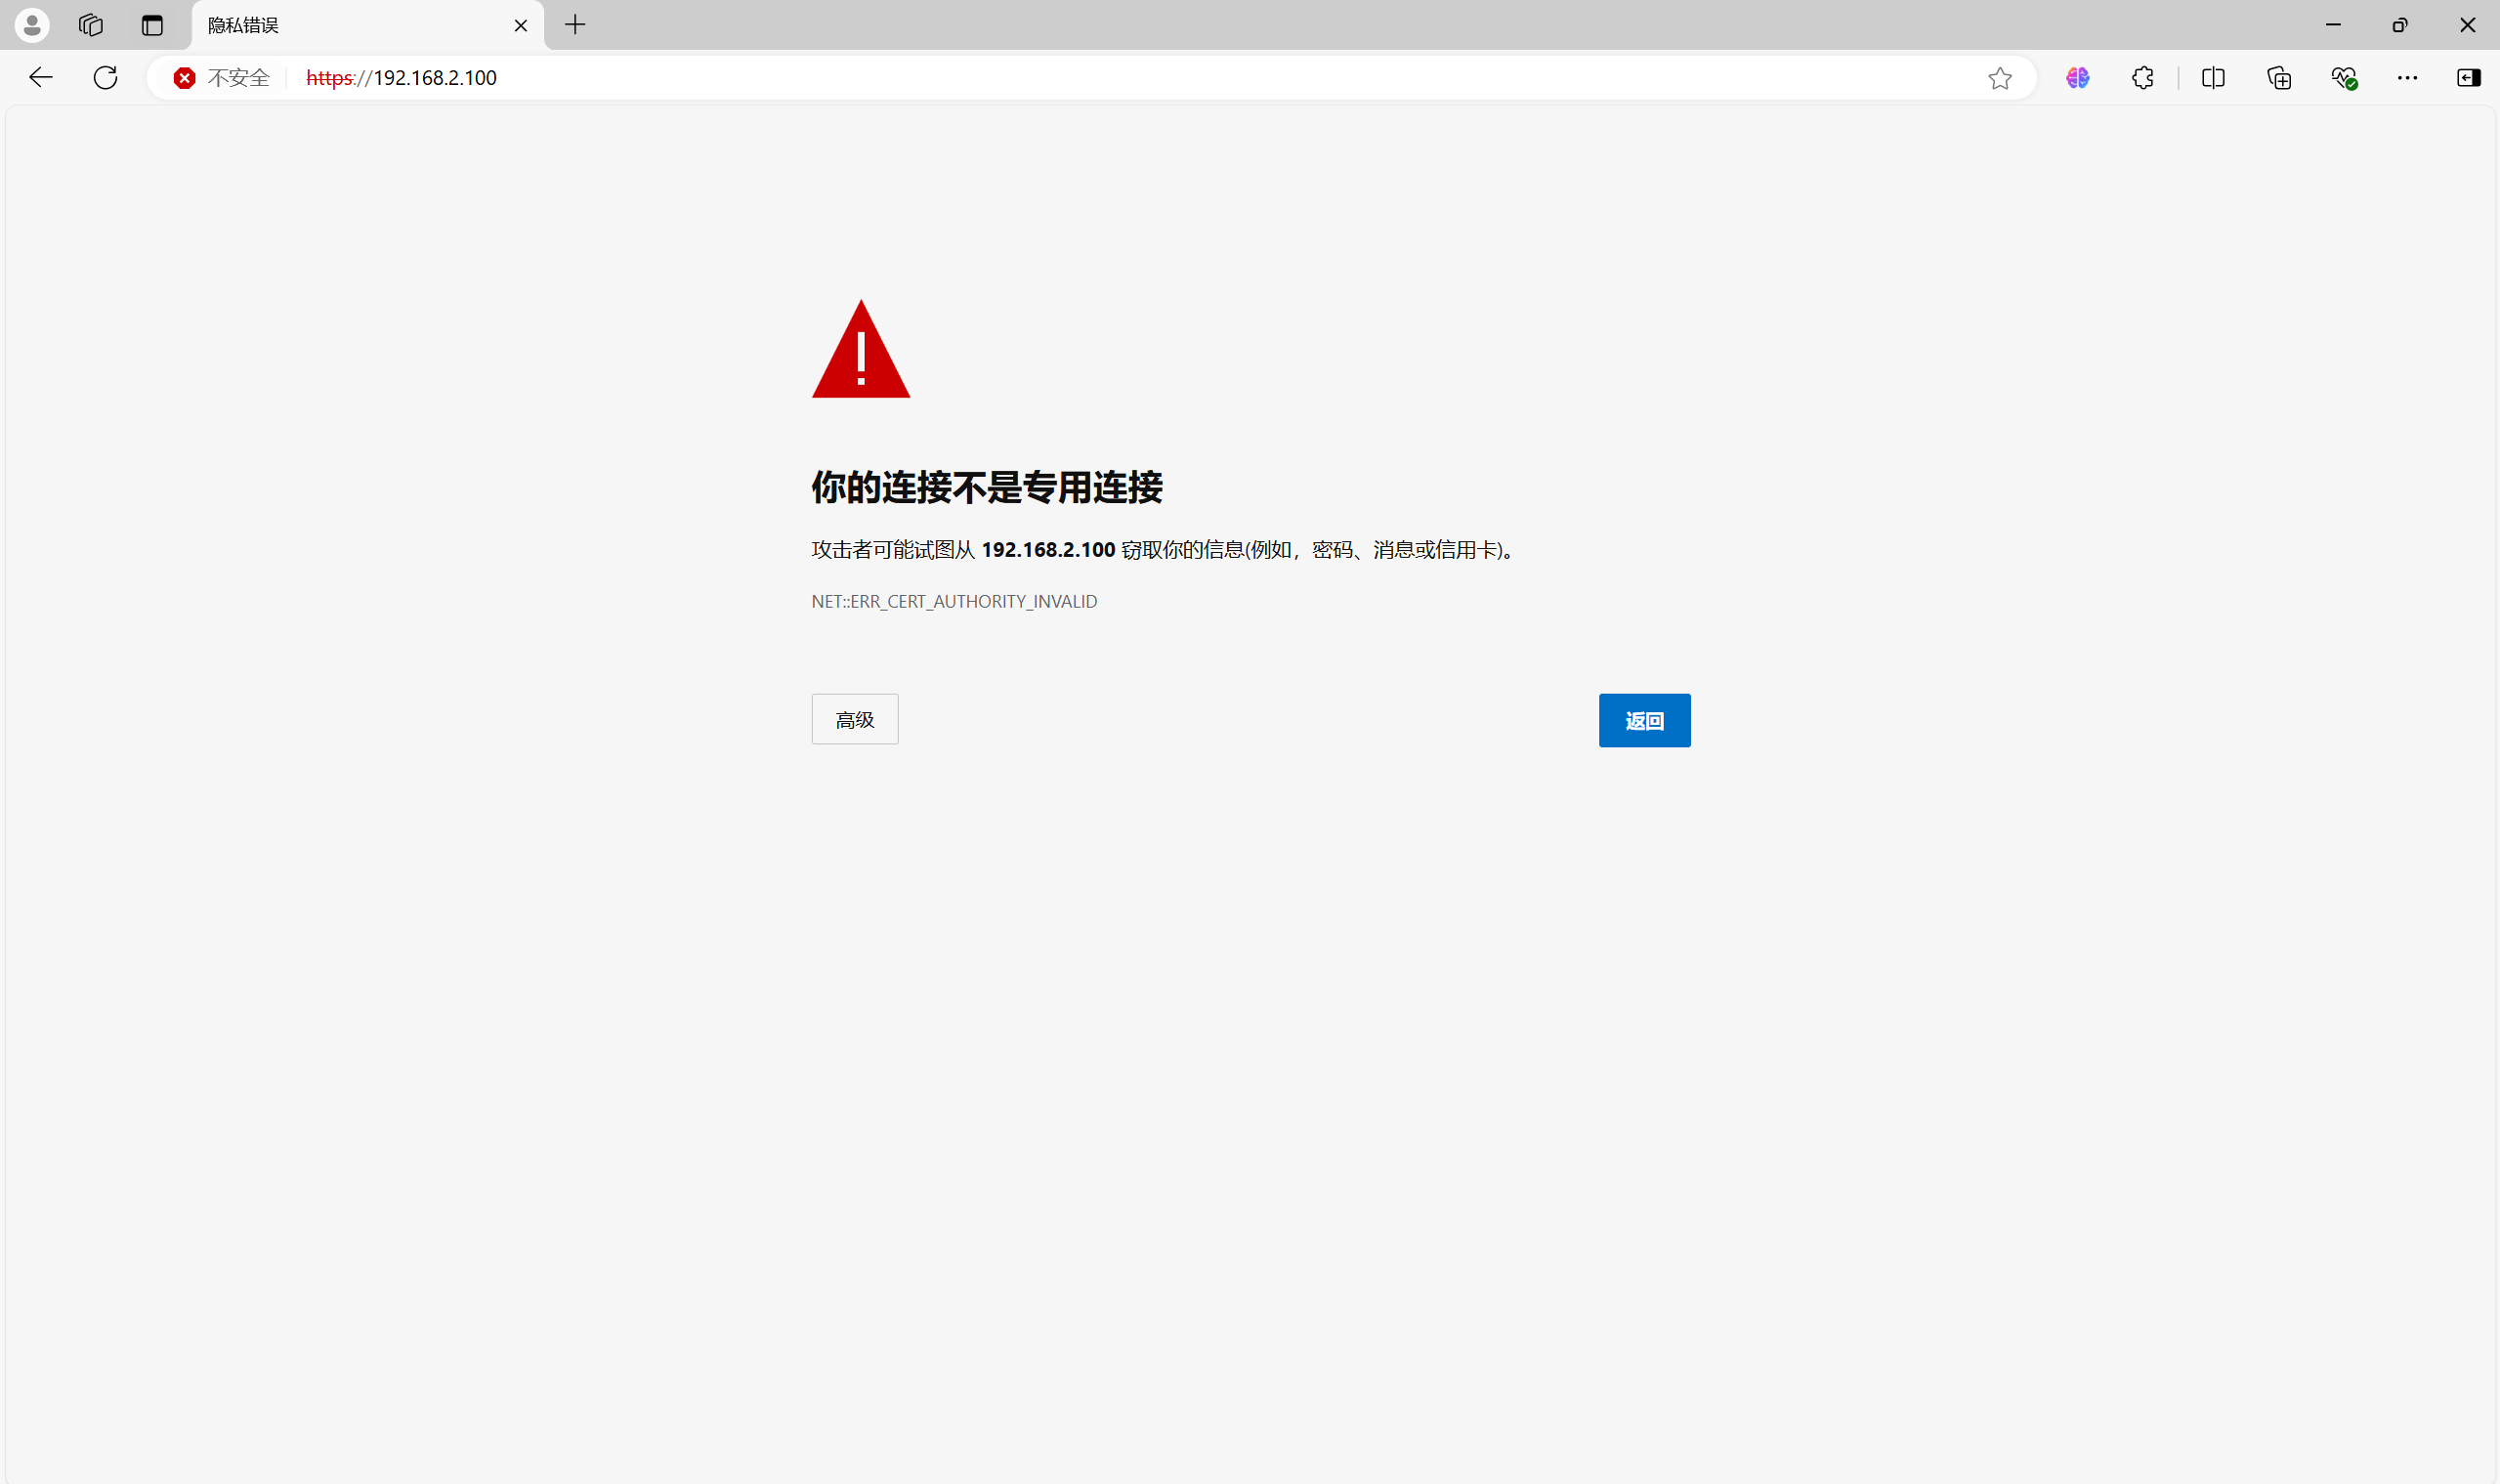 隐私错误
不安全 https://192.168.2.100
你的连接不是专用连接
攻击者可能试图从 192.168.2.100 窃取你的信息(例如，密码、消息或信用卡)。
NET::ERR_CERT_AUTHORITY_INVALID
高级
返回